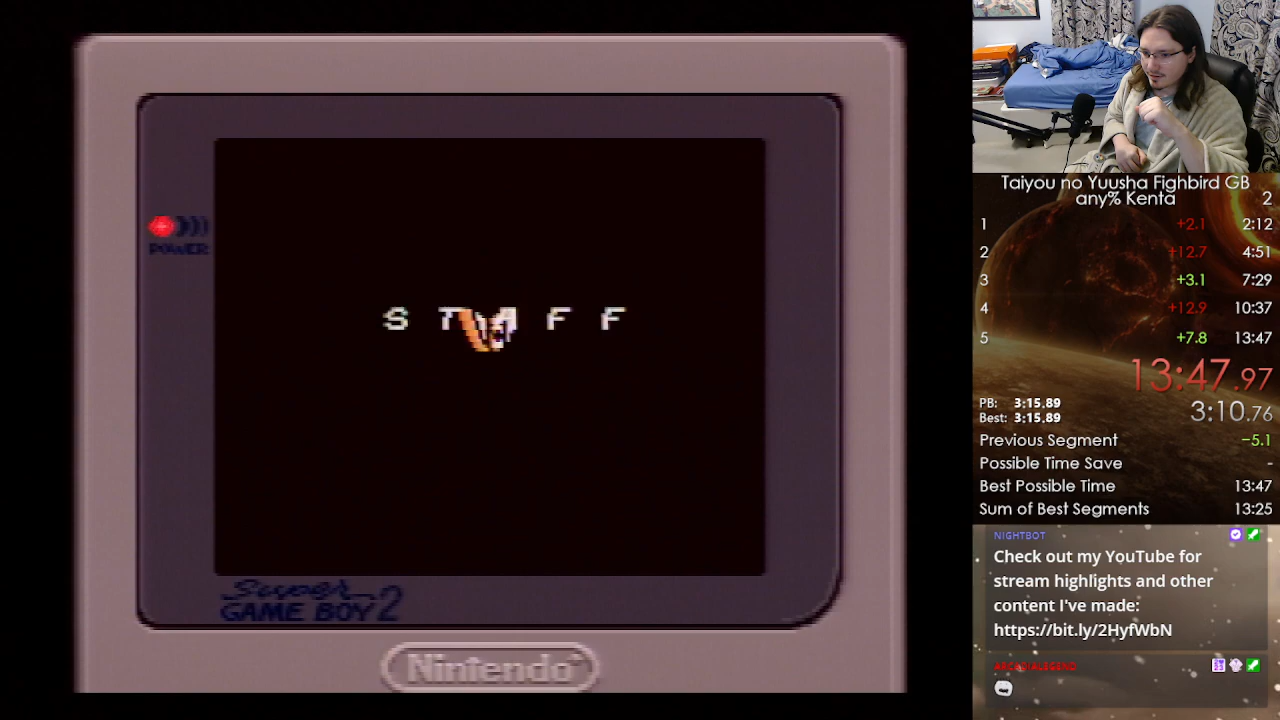 POWER
S T A F F
Super
GAME BOY 2
Nintendo
Taiyou no Yuusha Fighbird GB
any% Kenta
2
1 +2.1 2:12
2 +12.7 4:51
3 +3.1 7:29
4 +12.9 10:37
5 +7.8 13:47
13:47.97
PB: 3:15.89
Best: 3:15.89
3:10.76
Previous Segment −5.1
Possible Time Save -
Best Possible Time 13:47
Sum of Best Segments 13:25
NIGHTBOT
Check out my YouTube for
stream highlights and other
content I've made:
https://bit.ly/2HyfWbN
ARCADIALEGEND